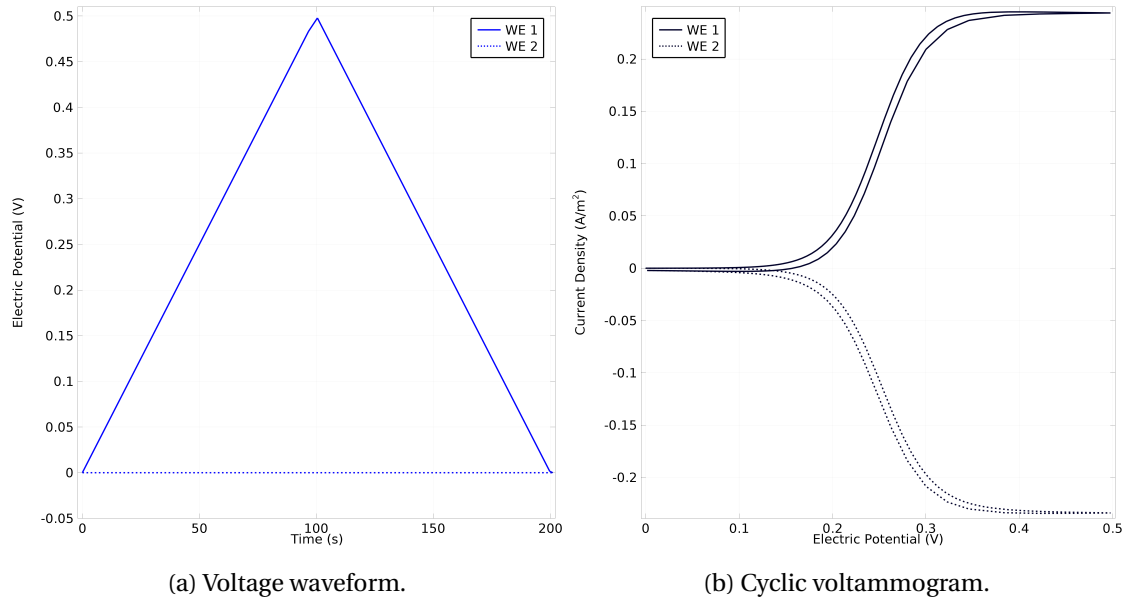 0.5
0.45
0.4
0.35
0.3
0.25
0.2
0.15
0.1
0.05
0
-0.05
Electric Potential (V)
0 50 100 150 200
Time (s)
WE 1
WE 2
(a) Voltage waveform.
0.2
0.15
0.1
0.05
0
-0.05
-0.1
-0.15
-0.2
Current Density (A/m²)
0 0.1 0.2 0.3 0.4 0.5
Electric Potential (V)
WE 1
WE 2
(b) Cyclic voltammogram.